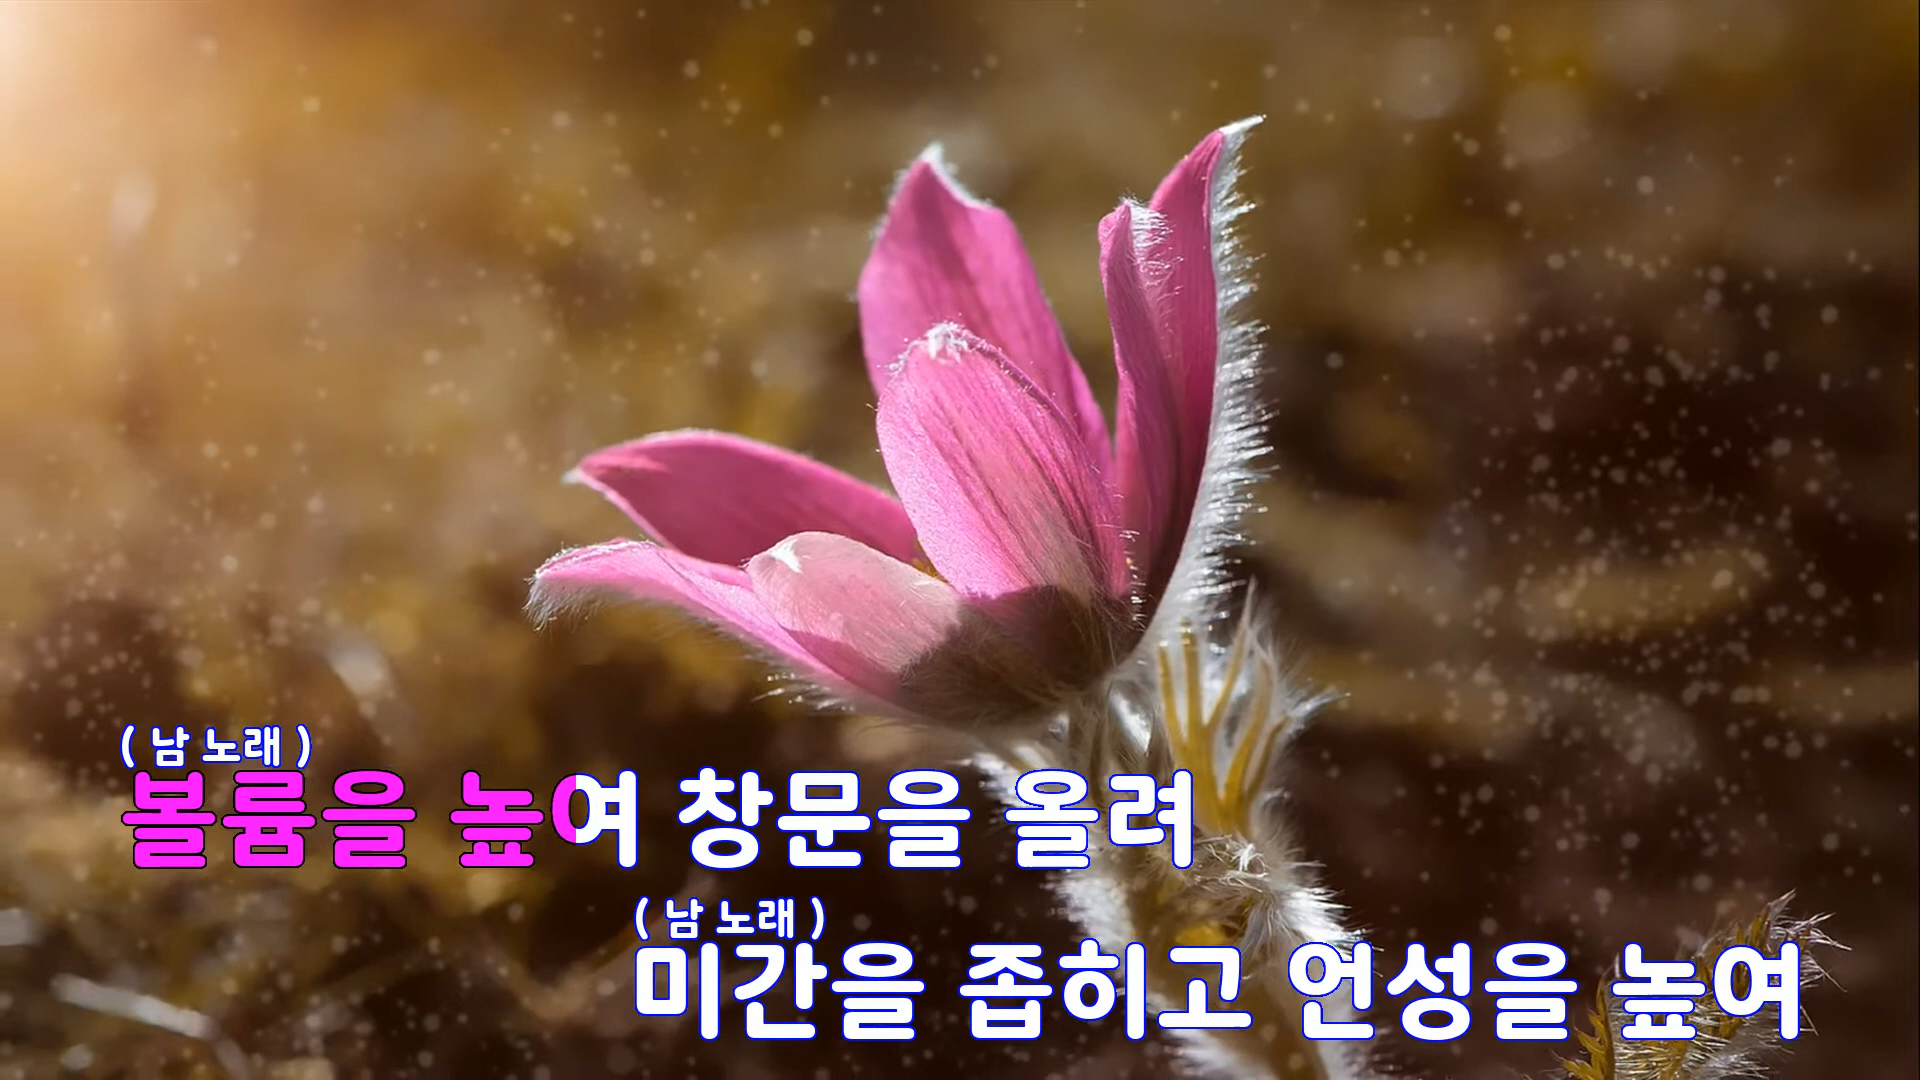 ( 남 노래 )
볼륨을 높여 창문을 올려
( 남 노래 )
미간을 좁히고 언성을 높여